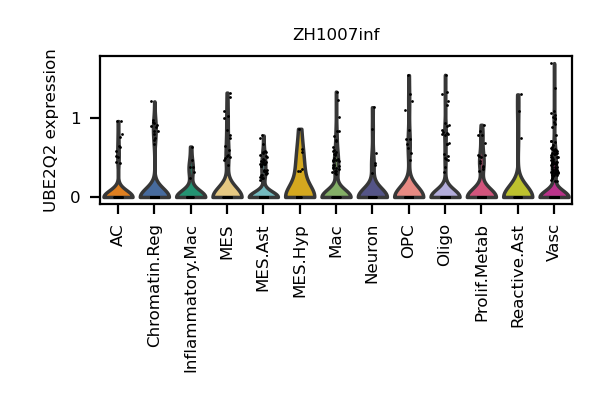 ZH1007inf
UBE2Q2 expression
1
0
AC
Chromatin.Reg
Inflammatory.Mac
MES
MES.Ast
MES.Hyp
Mac
Neuron
OPC
Oligo
Prolif.Metab
Reactive.Ast
Vasc